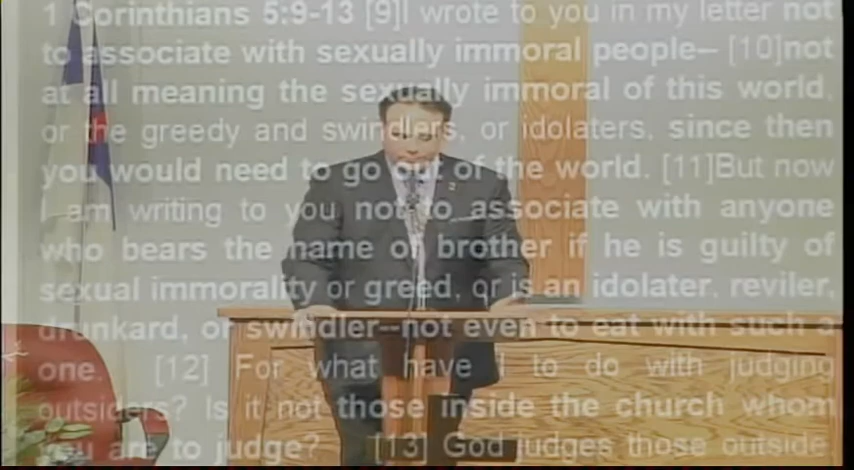 1 Corinthians 5:9-13 [9]I wrote to you in my letter not
to associate with sexually immoral people– [10]not
at all meaning the sexually immoral of this world,
or the greedy and swindlers, or idolaters, since then
you would need to go out of the world. [11]But now
I am writing to you not to associate with anyone
who bears the name of brother if he is guilty of
sexual immorality or greed, or is an idolater, reviler,
drunkard, or swindler--not even to eat with such a
one. [12] For what have I to do with judging
outsiders? Is it not those inside the church whom
you are to judge? [13] God judges those outside